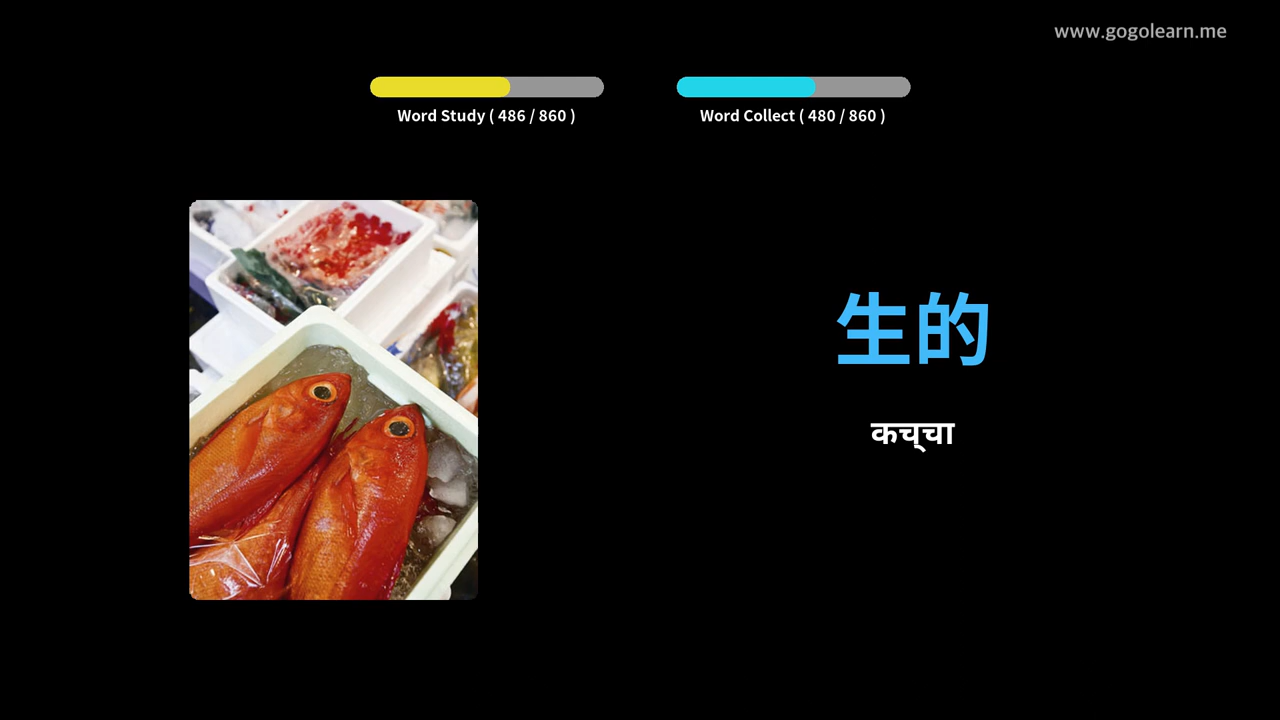 www.gogolearn.me
Word Study ( 486 / 860 )
Word Collect ( 480 / 860 )
生的
कच्‌चा